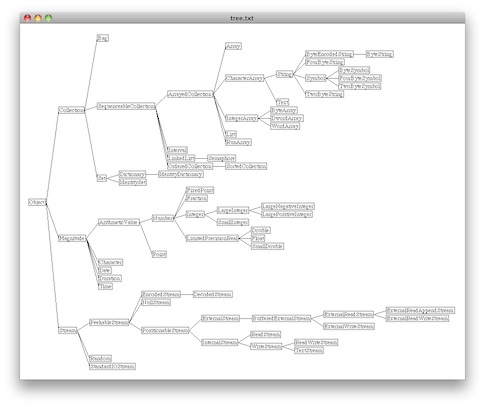 tree.txt
Bag
Array
ByteEncodedString
ByteString
FourByteString
String
ByteSymbol
CharacterArray
Symbol
FourByteSymbol
TwoByteSymbol
ArrayedCollection
TwoByteString
Text
SequenceableCollection
ByteArray
Collection
IntegerArray
DwordArray
WordArray
List
RunArray
Interval
LinkedList
Semaphore
OrderedCollection
SortedCollection
Set
Dictionary
IdentityDictionary
IdentitySet
FixedPoint
Fraction
Object
LargeInteger
LargeNegativeInteger
LargePositiveInteger
ArithmeticValue
Number
Integer
SmallInteger
Double
Magnitude
LimitedPrecisionReal
Float
SmallDouble
Point
Character
Date
Duration
Time
EncodedStream
DecodedStream
NullStream
ExternalReadAppendStream
ExternalReadStream
ExternalReadWriteStream
PeekableStream
ExternalStream
BufferedExternalStream
ExternalWriteStream
Stream
PositionableStream
ReadStream
InternalStream
WriteStream
ReadWriteStream
TextStream
Random
StandardIOStream